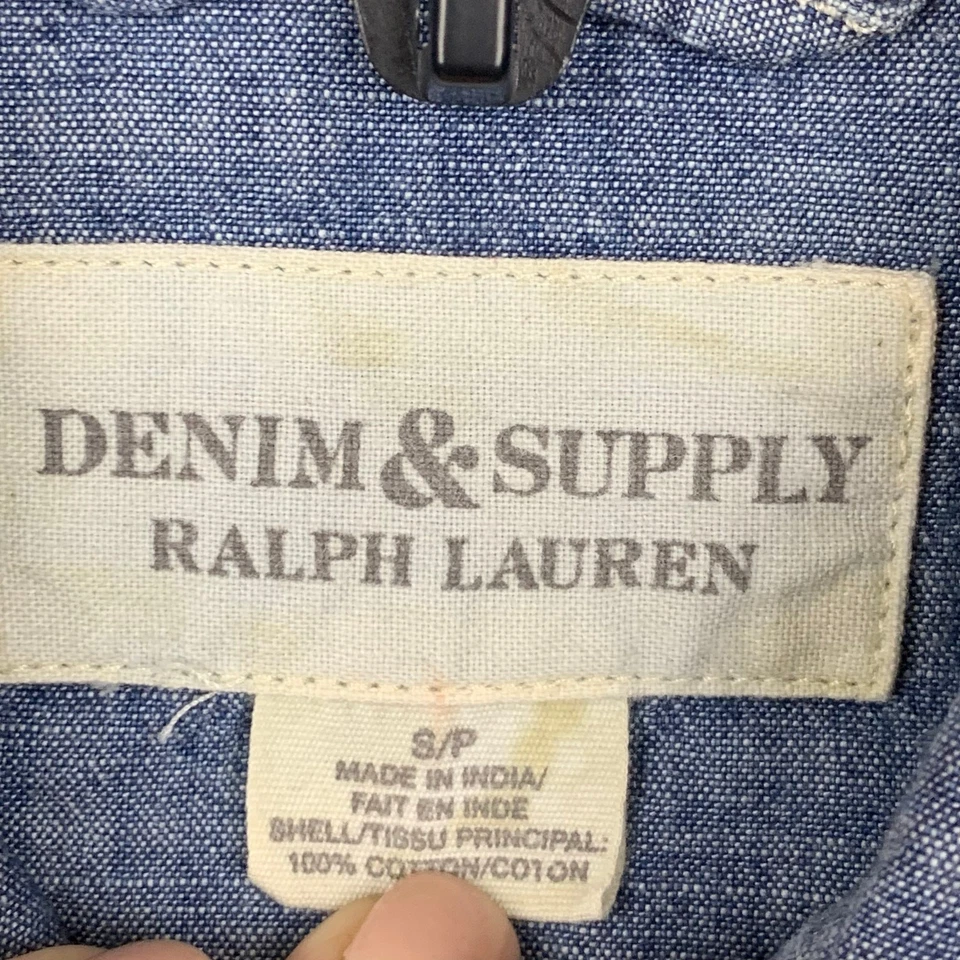 DENIM & SUPPLY
RALPH LAUREN
S/P
MADE IN INDIA/
FAIT EN INDE
SHELL/TISSU PRINCIPAL:
100% COTTON/COTON